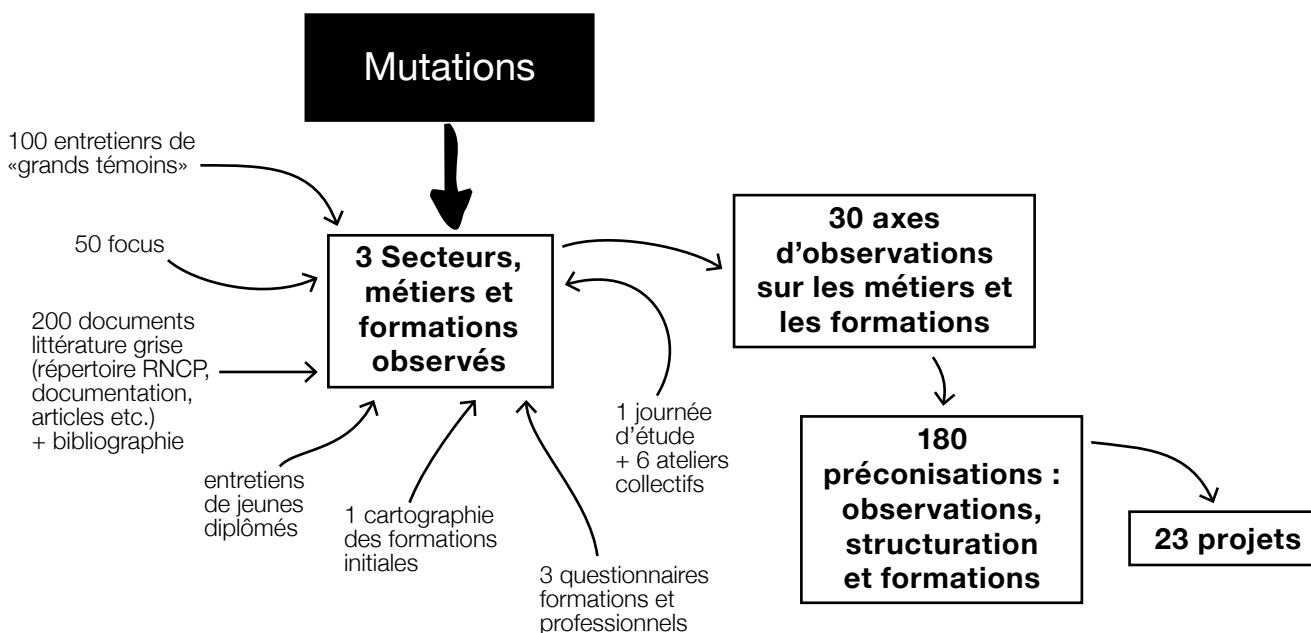 Mutations
100 entretienrs de
«grands témoins»
50 focus
200 documents
littérature grise
(répertoire RNCP,
documentation,
articles etc.)
+ bibliographie
entretiens
de jeunes
diplômés
1 cartographie
des formations
initiales
3 questionnaires
formations et
professionnels
1 journée
d'étude
+ 6 ateliers
collectifs
3 Secteurs,
métiers et
formations
observés
30 axes
d'observations
sur les métiers et
les formations
180
préconisations :
observations,
structuration
et formations
23 projets